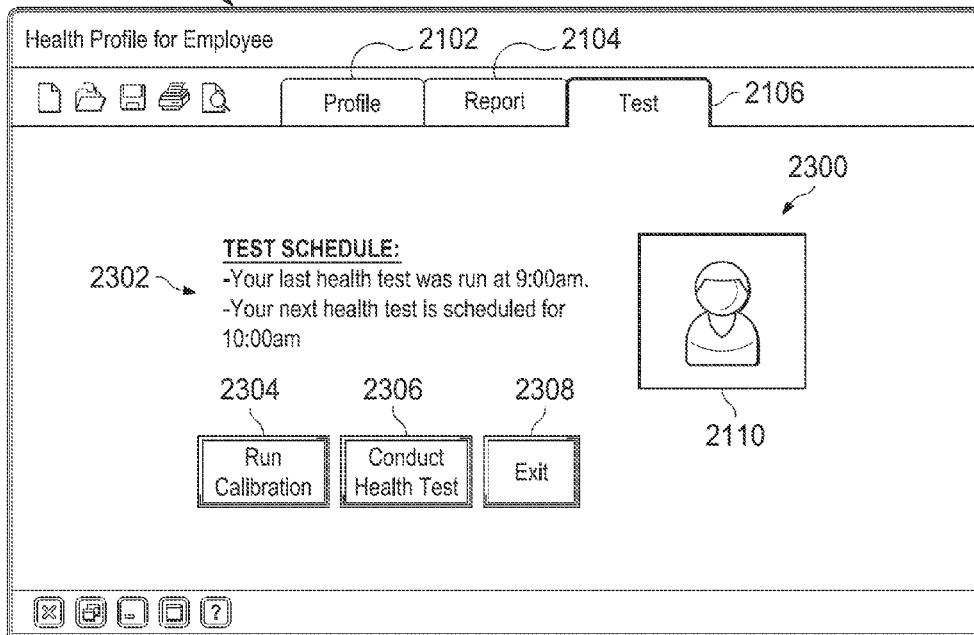 Health Profile for Employee
2102
2104
Profile
Report
Test
2106
2300
TEST SCHEDULE:
2302
-Your last health test was run at 9:00am.
-Your next health test is scheduled for
10:00am
2304
2306
2308
2110
Run
Calibration
Conduct
Health Test
Exit
?